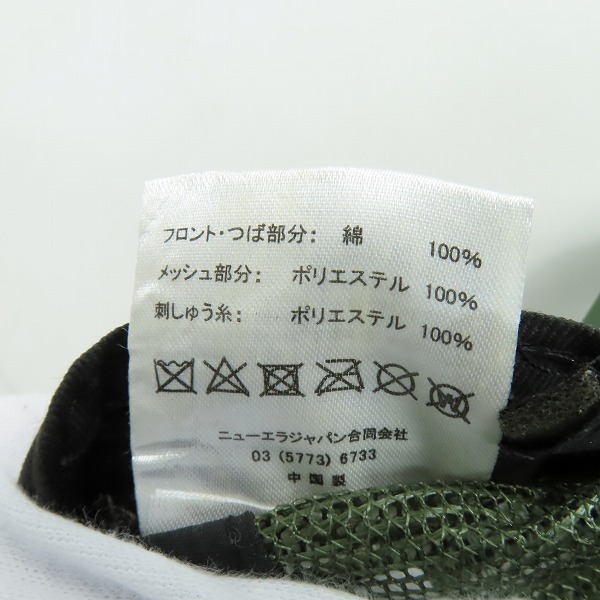 フロント・つば部分： 綿 100%
メッシュ部分： ポリエステル 100%
刺しゅう糸： ポリエステル 100%
W
ニューエラジャパン合同会社
03 (5773) 6733
中国製